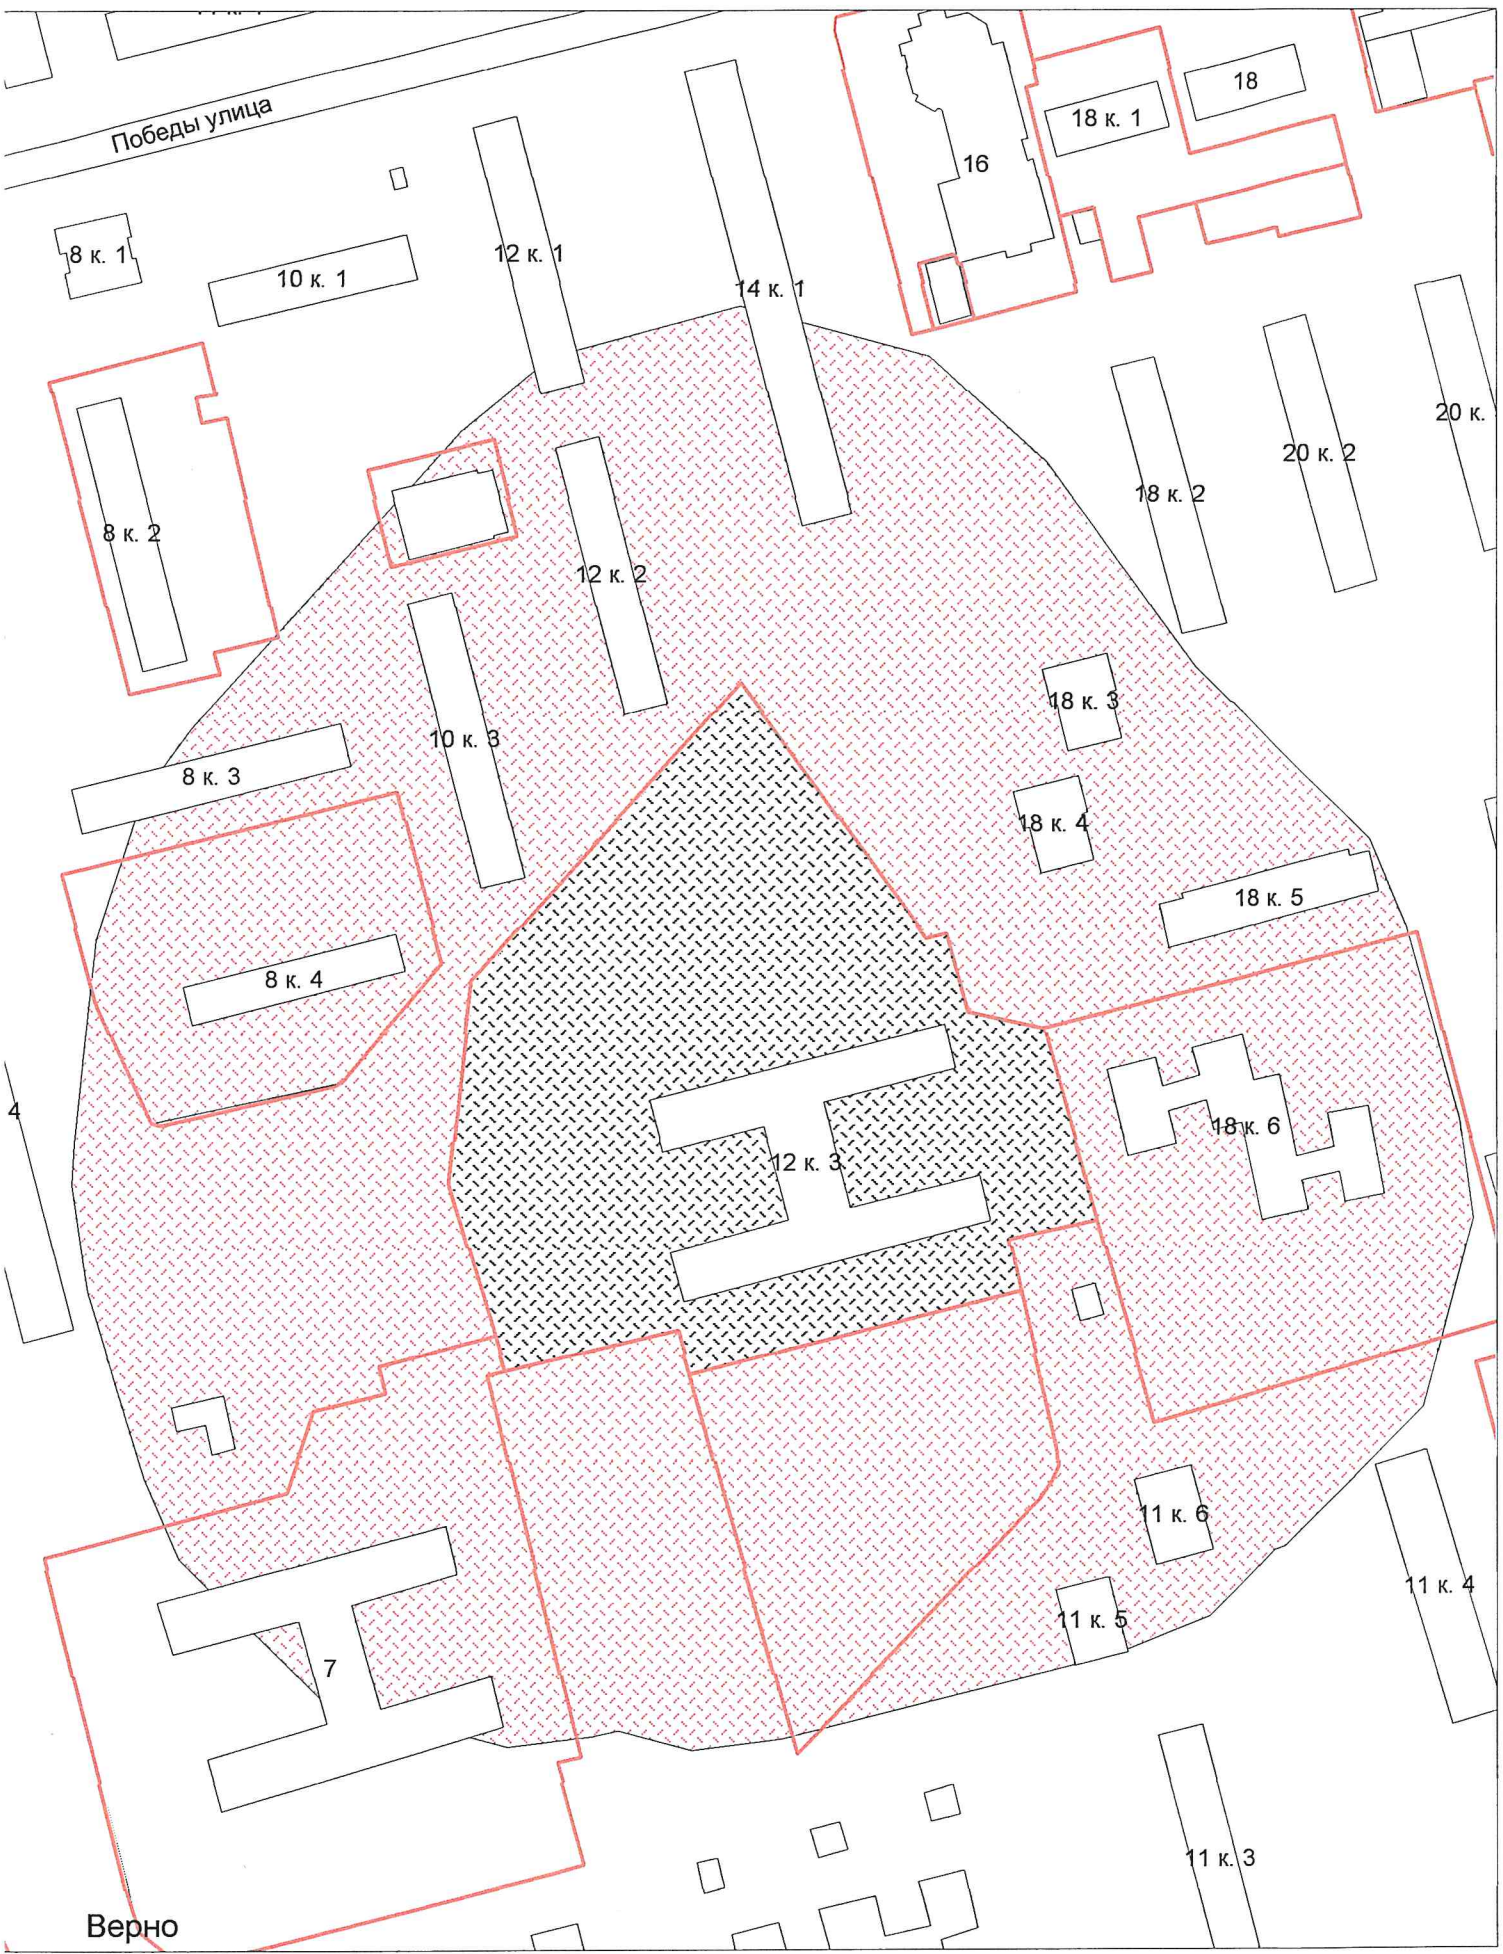 Победы улица
18
18 к. 1
16
8 к. 1
12 к. 1
10 к. 1
14 к. 1
20 к.
20 к. 2
18 к. 2
8 к. 2
12 к. 2
18 к. 3
10 к. 3
8 к. 3
18 к. 4
18 к. 5
8 к. 4
4
18 к. 6
12 к. 3
11 к. 6
11 к. 4
11 к. 5
7
11 к. 3
Верно